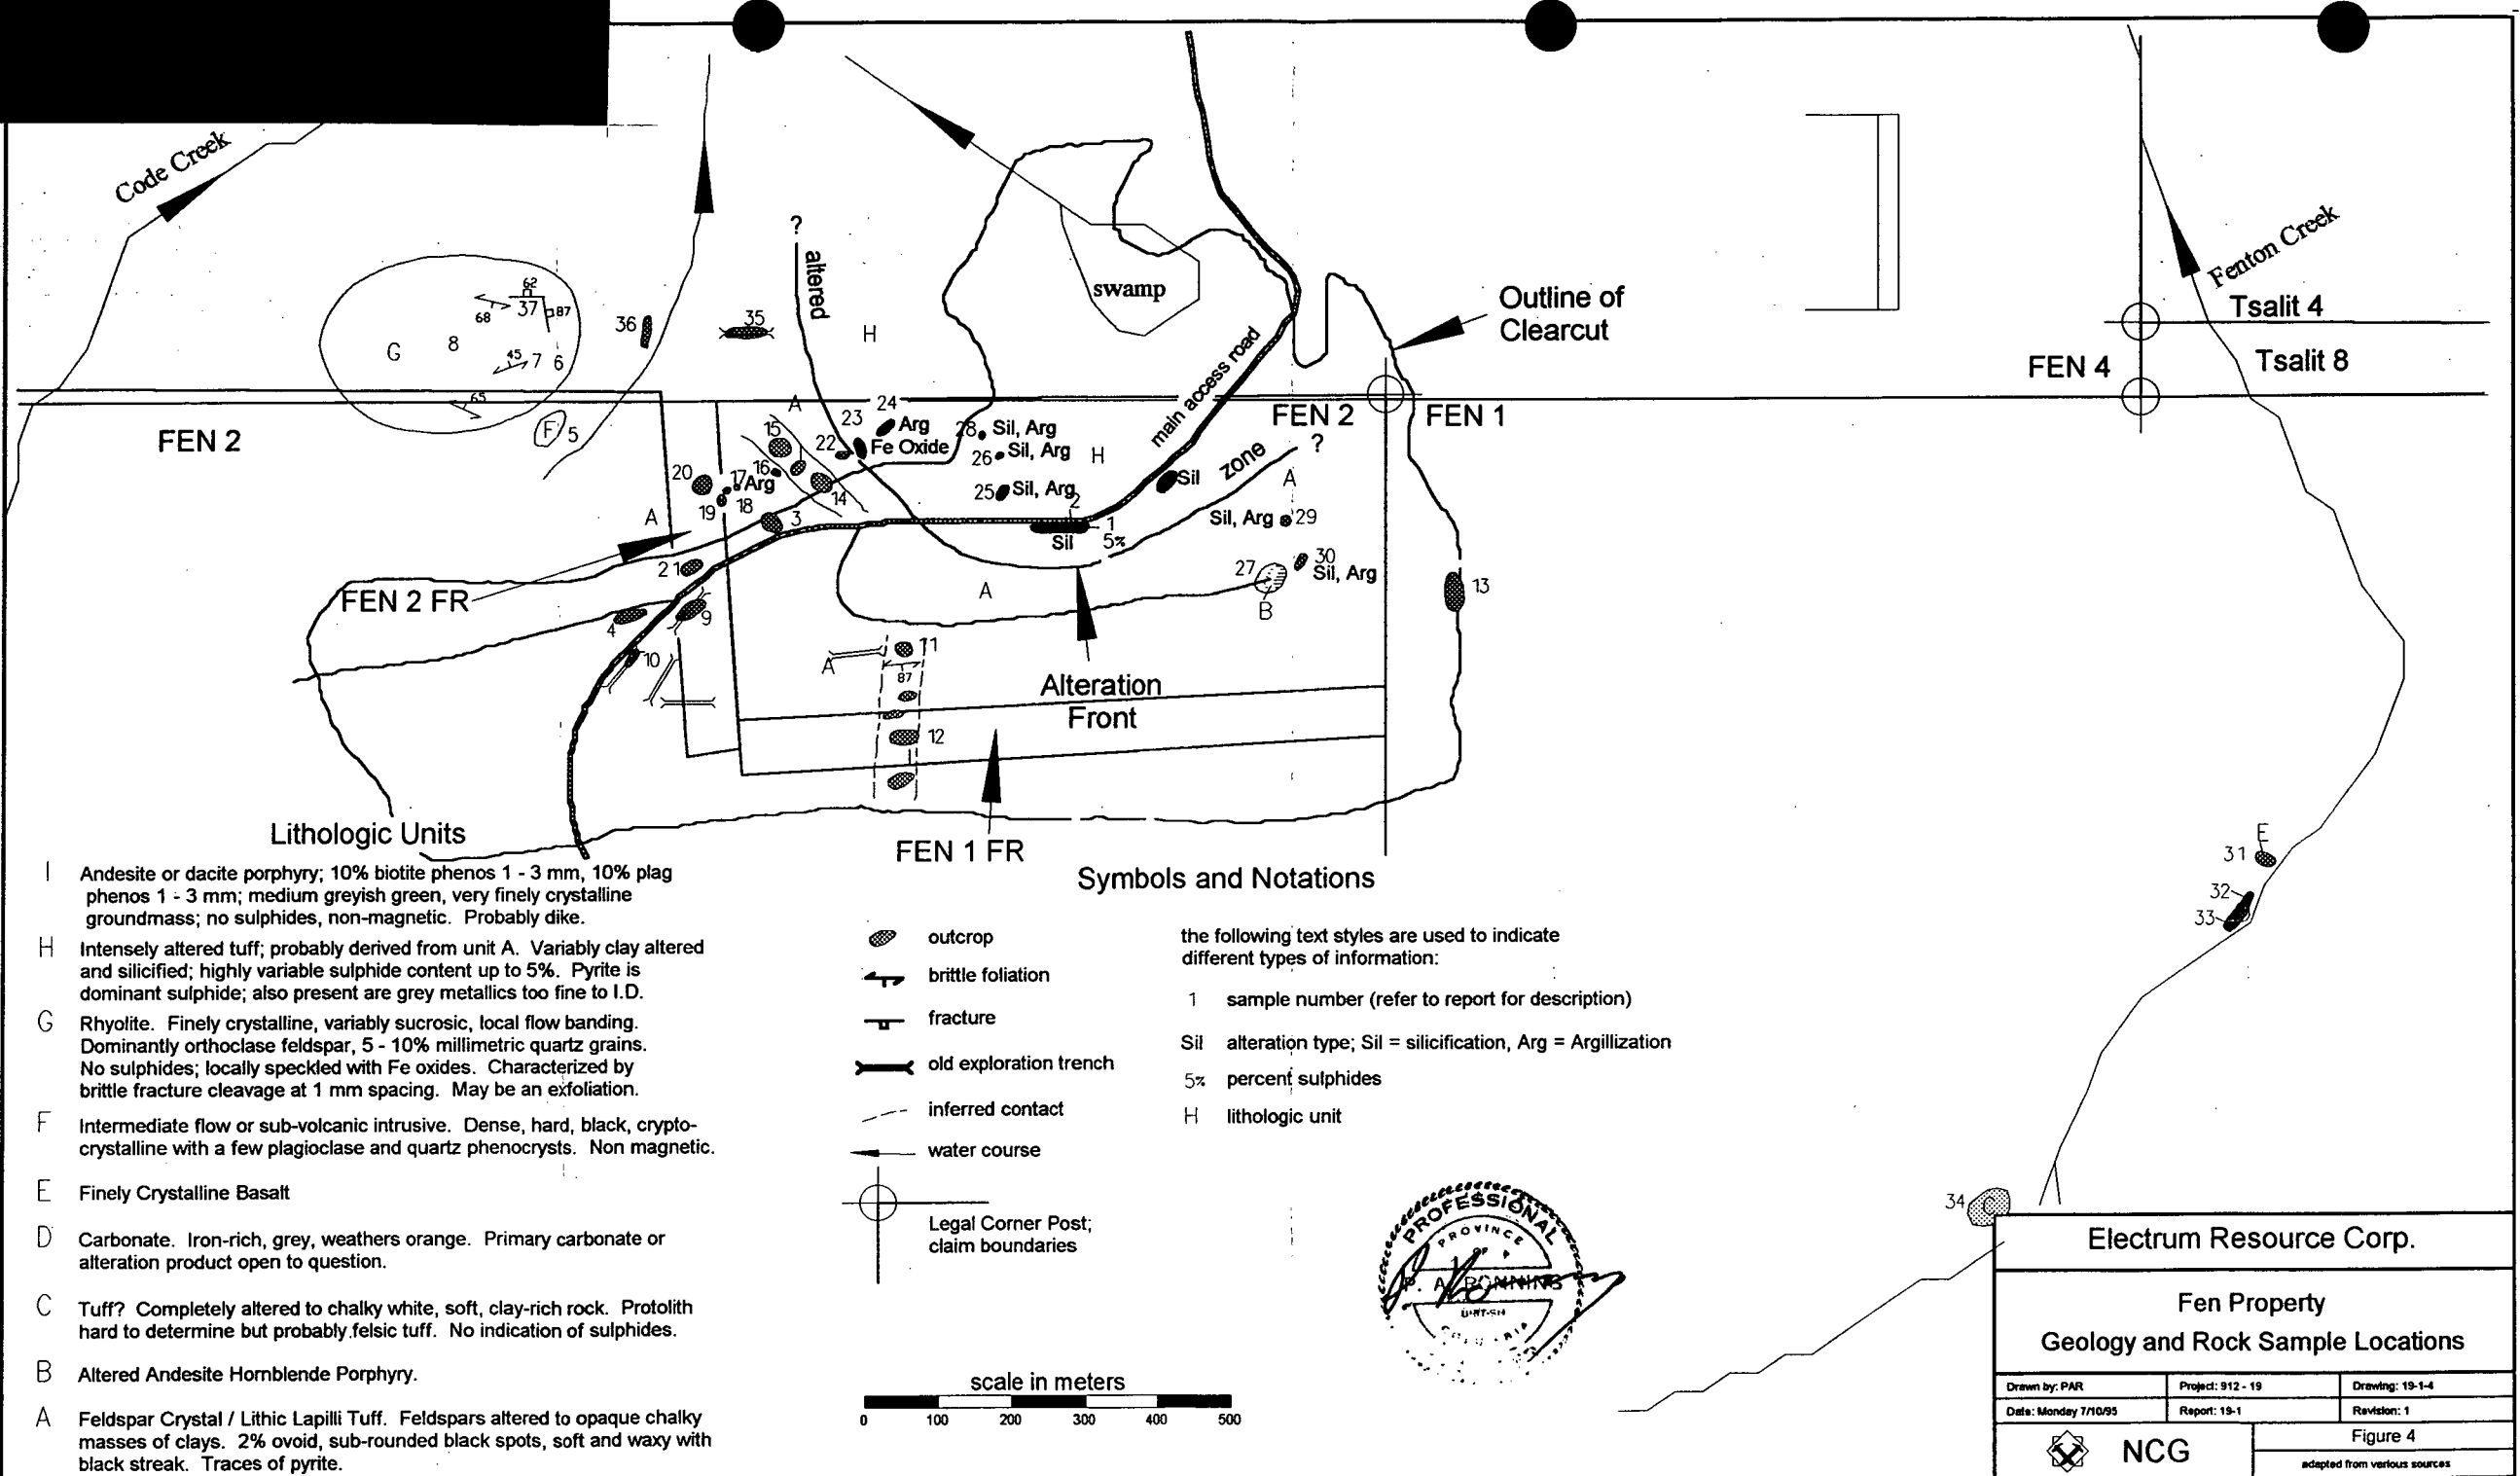 Code Creek
?
altered
swamp
Outline of
Clearcut
Fenton Creek
Tsalit 4
Tsalit 8
FEN 4
62
37
87
68
G
8
45
7
6
65
F
5
36
35
H
main access road
FEN 2
FEN 2
FEN 1
A
24
23
Arg
Fe Oxide
22
28
Sil, Arg
26
Sil, Arg
H
25
Sil, Arg
2
1
Sil
5%
Sil
zone
?
A
15
I
16
14
20
17
Arg
19
18
3
A
21
FEN 2 FR
4
9
10
Sil, Arg
29
30
Sil, Arg
27
B
13
A
11
A
87
12
Alteration
Front
FEN 1 FR
E
31
32
33
34
C
Lithologic Units
I
Andesite or dacite porphyry; 10% biotite phenos 1 - 3 mm, 10% plag
phenos 1 - 3 mm; medium greyish green, very finely crystalline
groundmass; no sulphides, non-magnetic. Probably dike.
H
Intensely altered tuff; probably derived from unit A. Variably clay altered
and silicified; highly variable sulphide content up to 5%. Pyrite is
dominant sulphide; also present are grey metallics too fine to I.D.
G
Rhyolite. Finely crystalline, variably sucrosic, local flow banding.
Dominantly orthoclase feldspar, 5 - 10% millimetric quartz grains.
No sulphides; locally speckled with Fe oxides. Characterized by
brittle fracture cleavage at 1 mm spacing. May be an exfoliation.
F
Intermediate flow or sub-volcanic intrusive. Dense, hard, black, crypto-
crystalline with a few plagioclase and quartz phenocrysts. Non magnetic.
E
Finely Crystalline Basalt
D
Carbonate. Iron-rich, grey, weathers orange. Primary carbonate or
alteration product open to question.
C
Tuff? Completely altered to chalky white, soft, clay-rich rock. Protolith
hard to determine but probably felsic tuff. No indication of sulphides.
B
Altered Andesite Hornblende Porphyry.
A
Feldspar Crystal / Lithic Lapilli Tuff. Feldspars altered to opaque chalky
masses of clays. 2% ovoid, sub-rounded black spots, soft and waxy with
black streak. Traces of pyrite.
Symbols and Notations
outcrop
brittle foliation
fracture
old exploration trench
inferred contact
water course
Legal Corner Post;
claim boundaries
the following text styles are used to indicate
different types of information:
1 sample number (refer to report for description)
Sil alteration type; Sil = silicification, Arg = Argillization
5% percent sulphides
H lithologic unit
scale in meters
0 100 200 300 400 500
PROFESSIONAL
PROVINCE
OF
P. A. RONNING
Electrum Resource Corp.
Fen Property
Geology and Rock Sample Locations
Drawn by: PAR
Project: 912 - 19
Drawing: 19-1-4
Date: Monday 7/10/95
Report: 19-1
Revision: 1
NCG
Figure 4
adapted from various sources